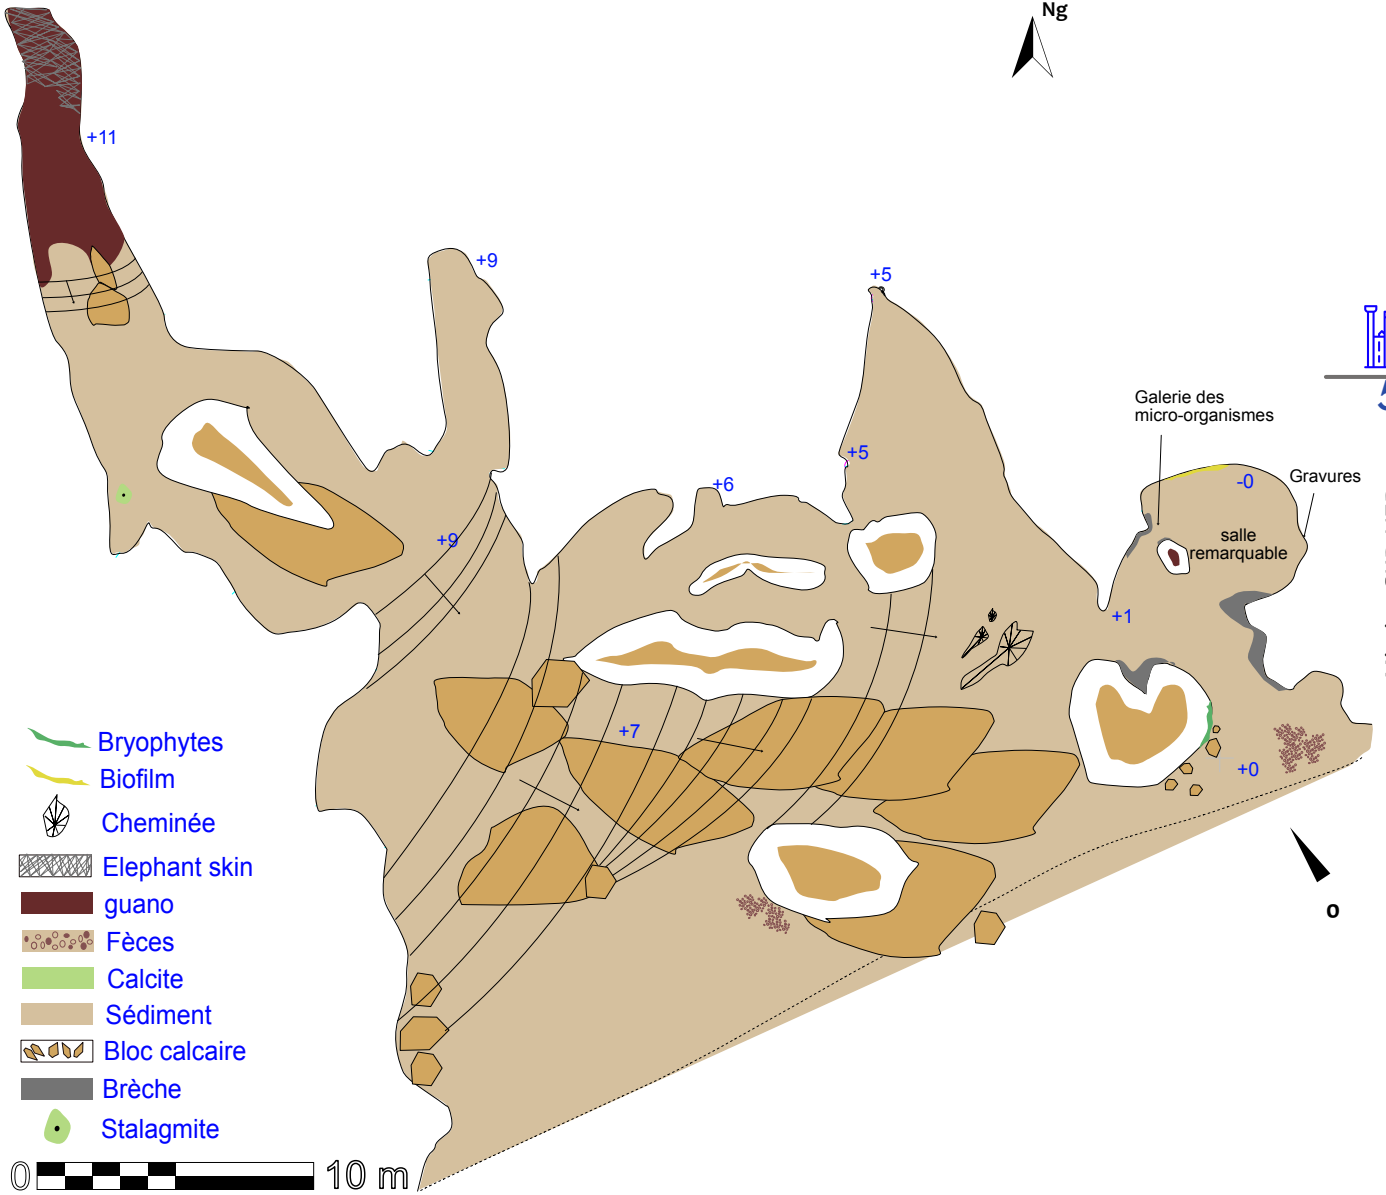 Ng
+11
+9
+5
Galerie des
micro-organismes
+5
+6
-0
Gravures
salle
remarquable
+9
+1
+7
+0
O
Bryophytes
Biofilm
Cheminée
Elephant skin
guano
Fèces
Calcite
Sédiment
Bloc calcaire
Brèche
Stalagmite
0 10 m